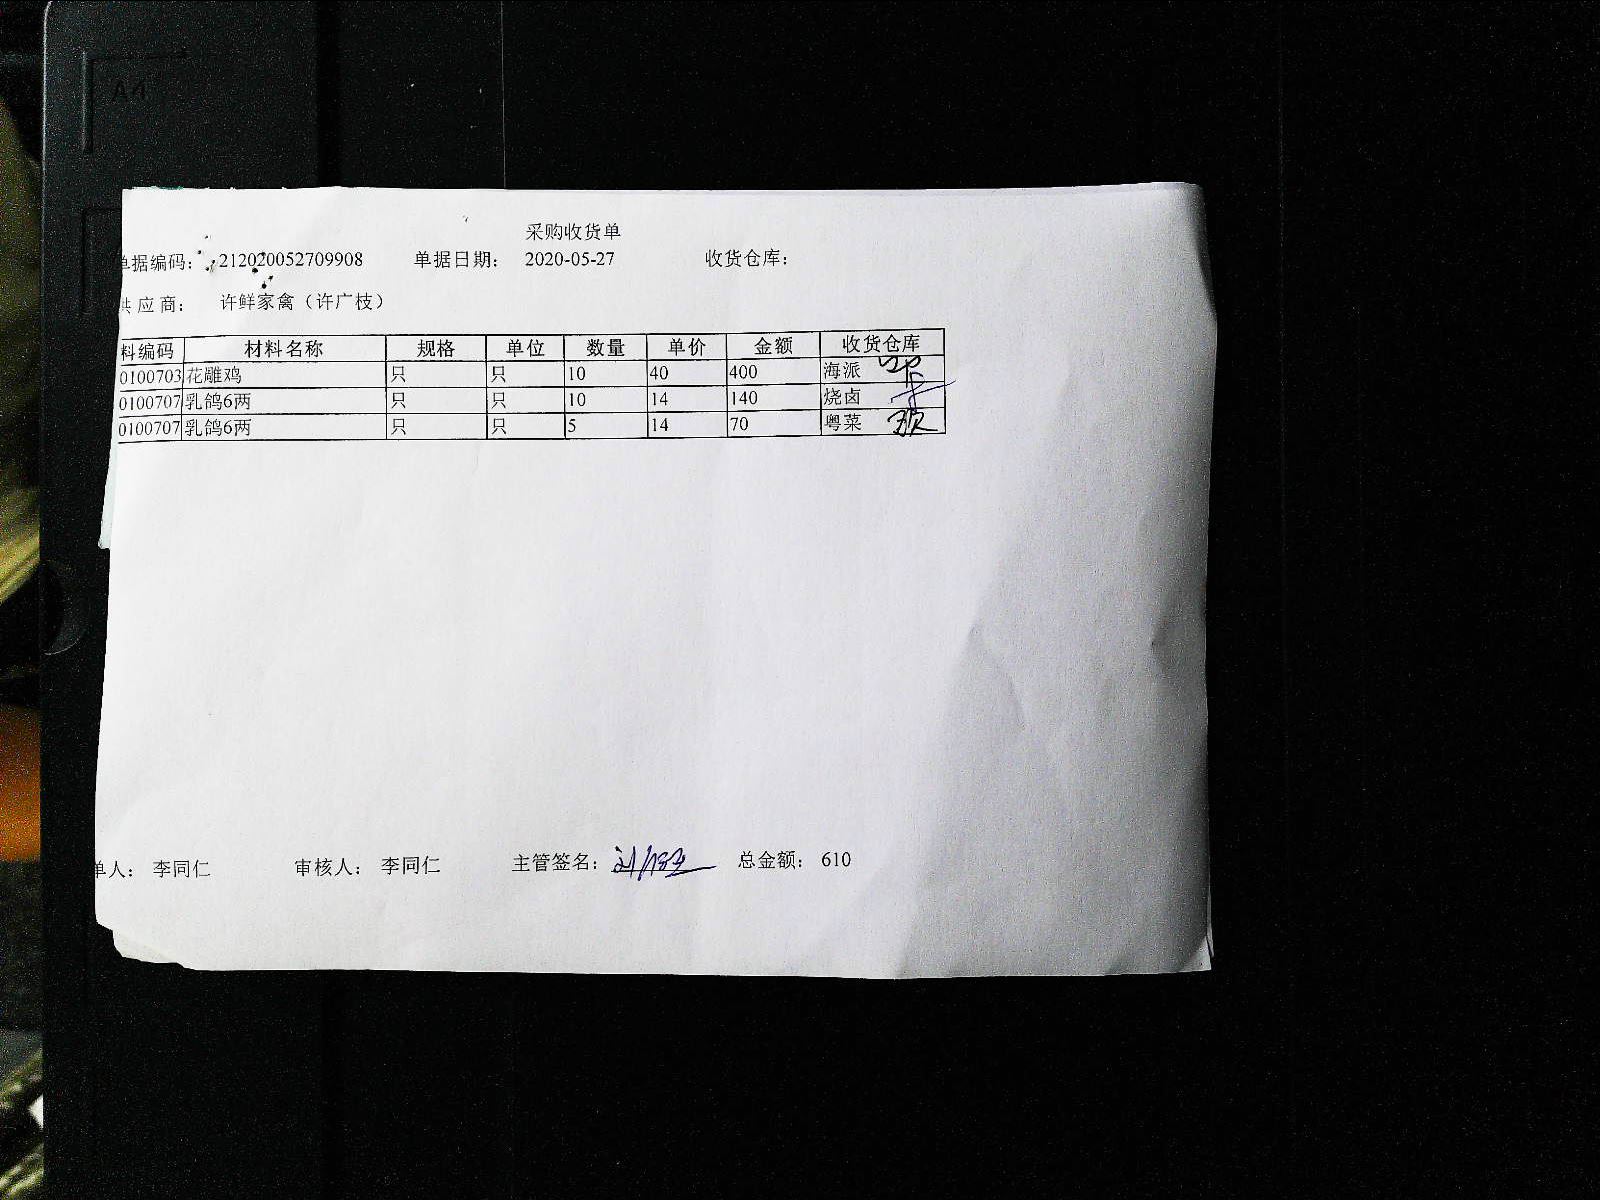 A4
采购收货单
单据编码： 212020052709908 单据日期： 2020-05-27 收货仓库：
供应商： 许鲜家禽（许广枝）
料编码 材料名称 规格 单位 数量 单价 金额 收货仓库
0100703 花雕鸡 只 只 10 40 400 海派
0100707 乳鸽6两 只 只 10 14 140 烧卤
0100707 乳鸽6两 只 只 5 14 70 粤菜
单人： 李同仁 审核人： 李同仁 主管签名： 总金额： 610